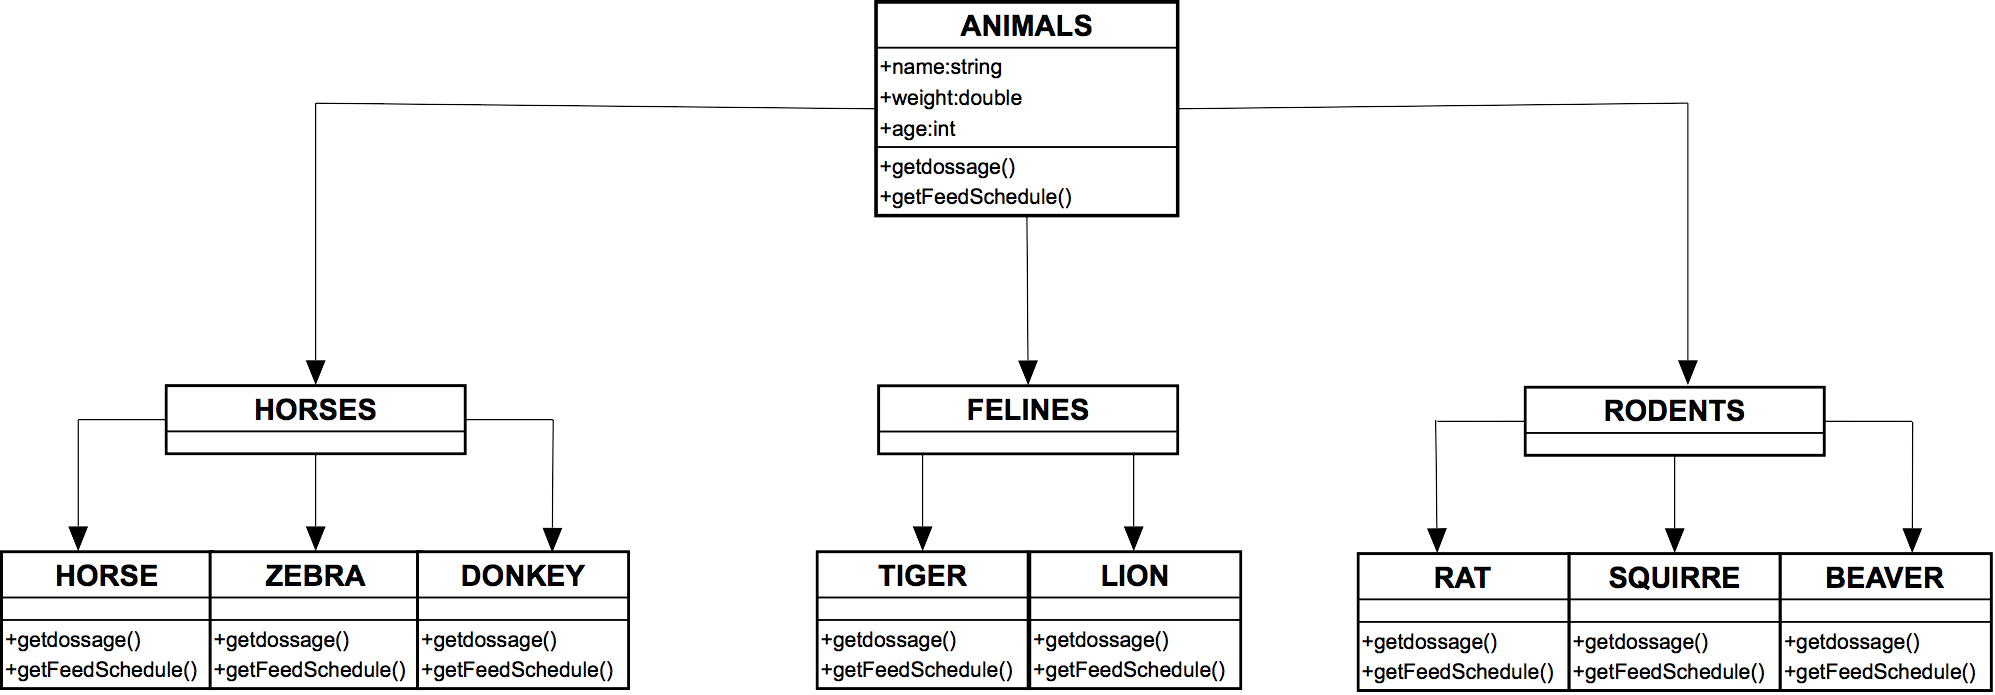 ANIMALS
+name:string
+weight:double
+age:int
+getdossage()
+getFeedSchedule()
HORSES
FELINES
RODENTS
HORSE
+getdossage()
+getFeedSchedule()
ZEBRA
+getdossage()
+getFeedSchedule()
DONKEY
+getdossage()
+getFeedSchedule()
TIGER
+getdossage()
+getFeedSchedule()
LION
+getdossage()
+getFeedSchedule()
RAT
+getdossage()
+getFeedSchedule()
SQUIRRE
+getdossage()
+getFeedSchedule()
BEAVER
+getdossage()
+getFeedSchedule()